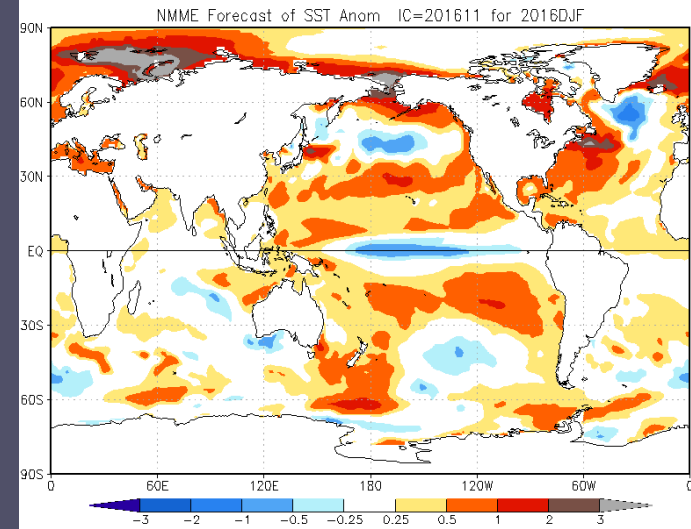 NMME Forecast of SST Anom IC=201611 for 2016DJF
90N
60N
30N
EQ
30S
60S
90S
0 60E 120E 180 120W 60W 0
-3 -2 -1 -0.5 -0.25 0.25 0.5 1 2 3